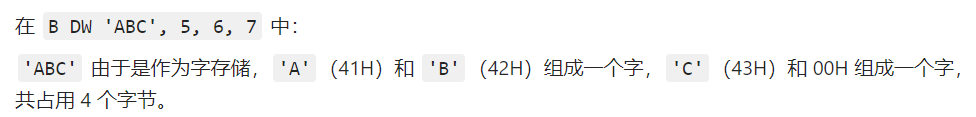 在 B DW 'ABC', 5, 6, 7 中：
'ABC' 由于是作为字存储，'A'（41H）和 'B'（42H）组成一个字，'C'（43H）和 00H 组成一个字，
共占用 4 个字节。